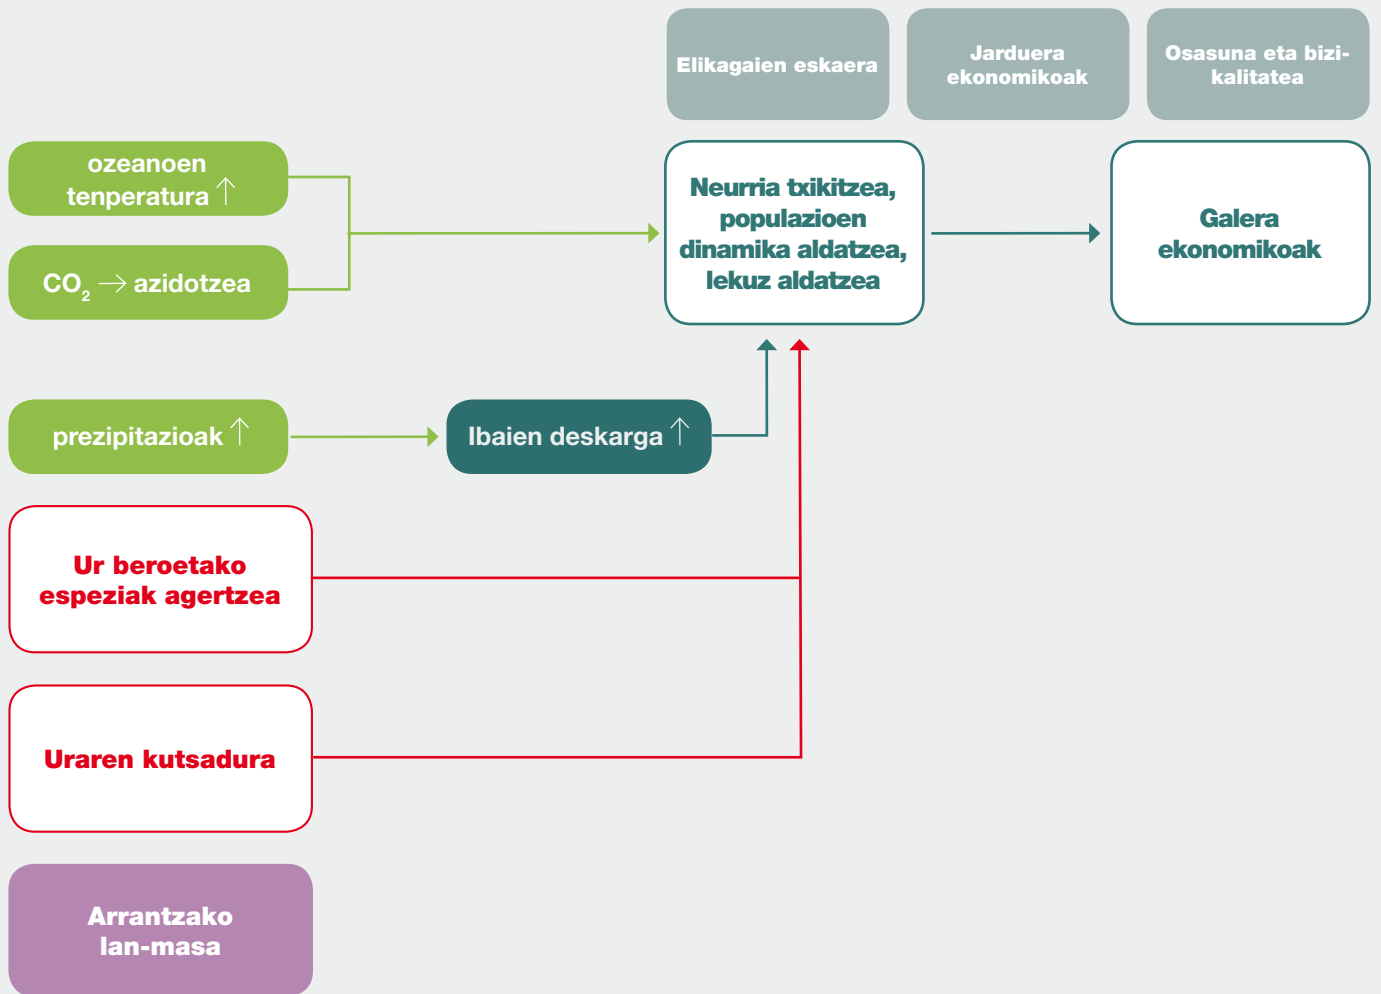 Elikagaien eskaera
Jarduera
ekonomikoak
Osasuna eta bizi-
kalitatea
ozeanoen
tenperatura ↑
CO₂ → azidotzea
Neurria txikitzea,
populazioen
dinamika aldatzea,
lekuz aldatzea
Galera
ekonomikoak
prezipitazioak ↑
Ibaien deskarga ↑
Ur beroetako
espeziak agertzea
Uraren kutsadura
Arrantzako
lan-masa